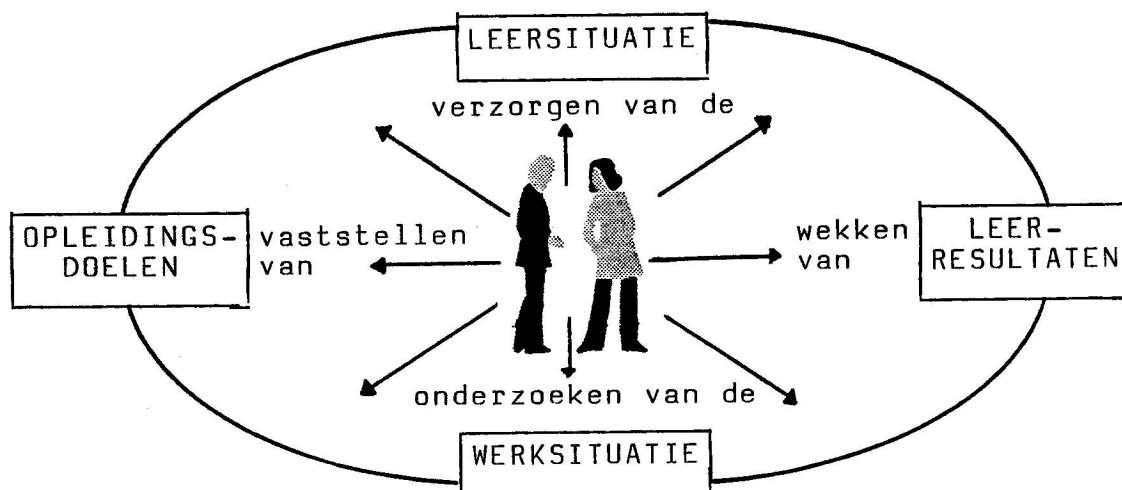 LEERSITUATIE
verzorgen van de
OPLEIDINGS-
DOELEN
vaststellen
van
wekken
van
LEER-
RESULTATEN
onderzoeken van de
WERKSITUATIE